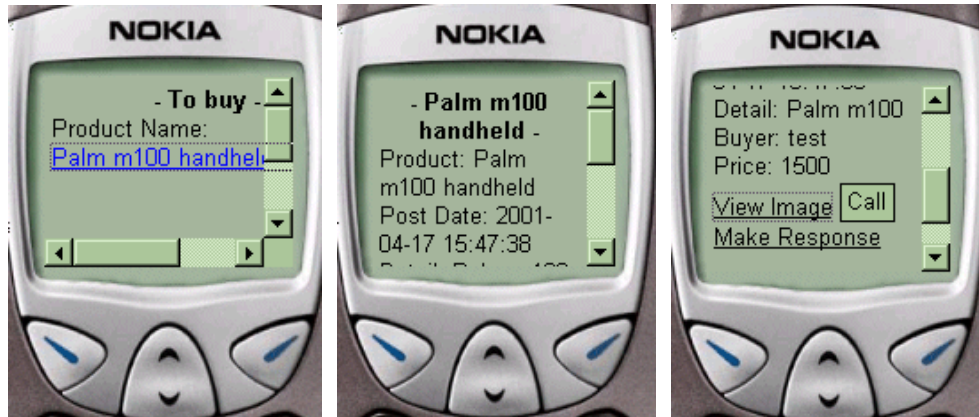 NOKIA
- To buy -
Product Name:
Palm m100 handheld
NOKIA
- Palm m100
handheld -
Product: Palm
m100 handheld
Post Date: 2001-
04-17 15:47:38
NOKIA
Detail: Palm m100
Buyer: test
Price: 1500
View Image Call
Make Response